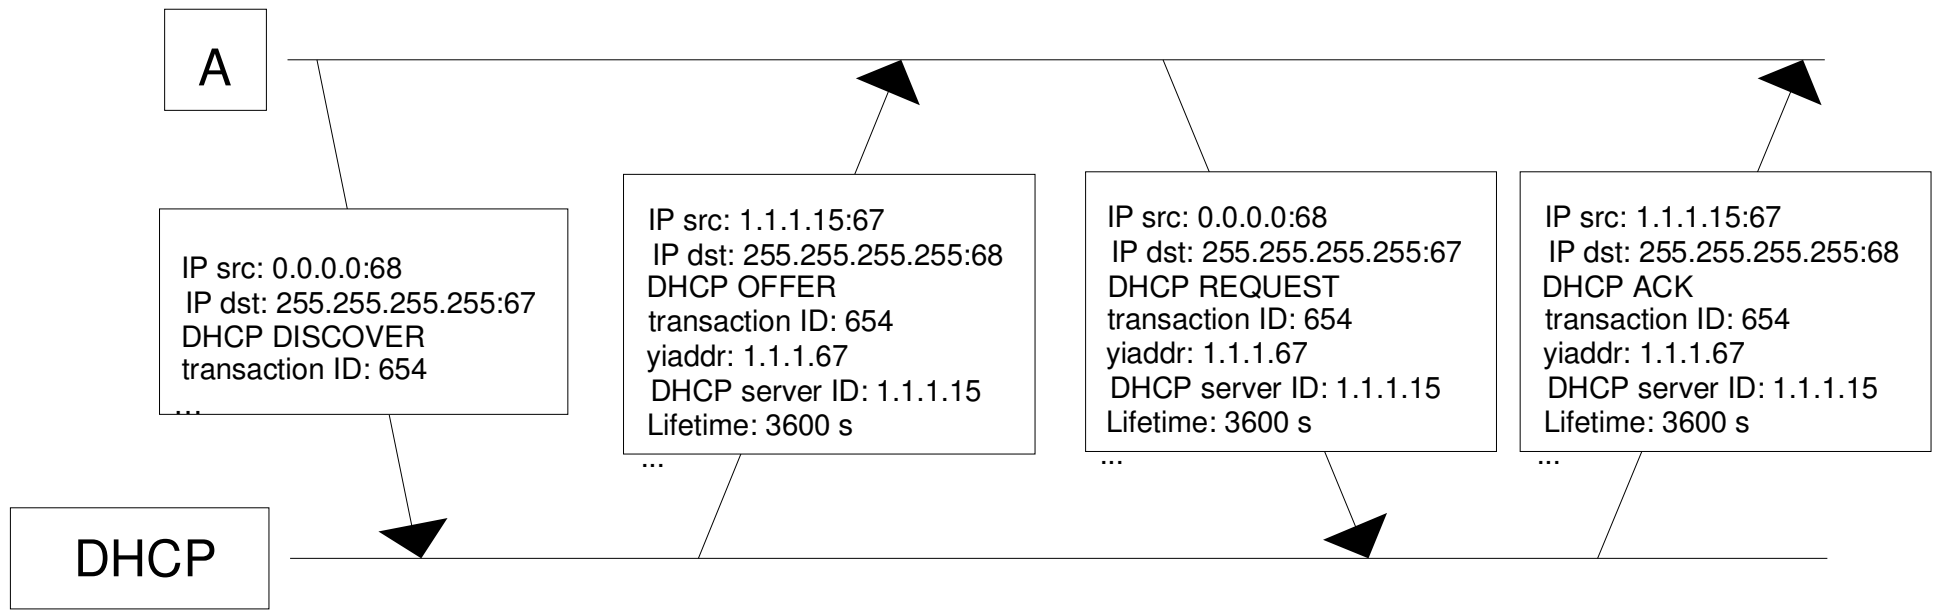 A
IP src: 0.0.0.0:68
IP dst: 255.255.255.255:67
DHCP DISCOVER
transaction ID: 654
...
IP src: 1.1.1.15:67
IP dst: 255.255.255.255:68
DHCP OFFER
transaction ID: 654
yiaddr: 1.1.1.67
DHCP server ID: 1.1.1.15
Lifetime: 3600 s
...
IP src: 0.0.0.0:68
IP dst: 255.255.255.255:67
DHCP REQUEST
transaction ID: 654
yiaddr: 1.1.1.67
DHCP server ID: 1.1.1.15
Lifetime: 3600 s
...
IP src: 1.1.1.15:67
IP dst: 255.255.255.255:68
DHCP ACK
transaction ID: 654
yiaddr: 1.1.1.67
DHCP server ID: 1.1.1.15
Lifetime: 3600 s
...
DHCP